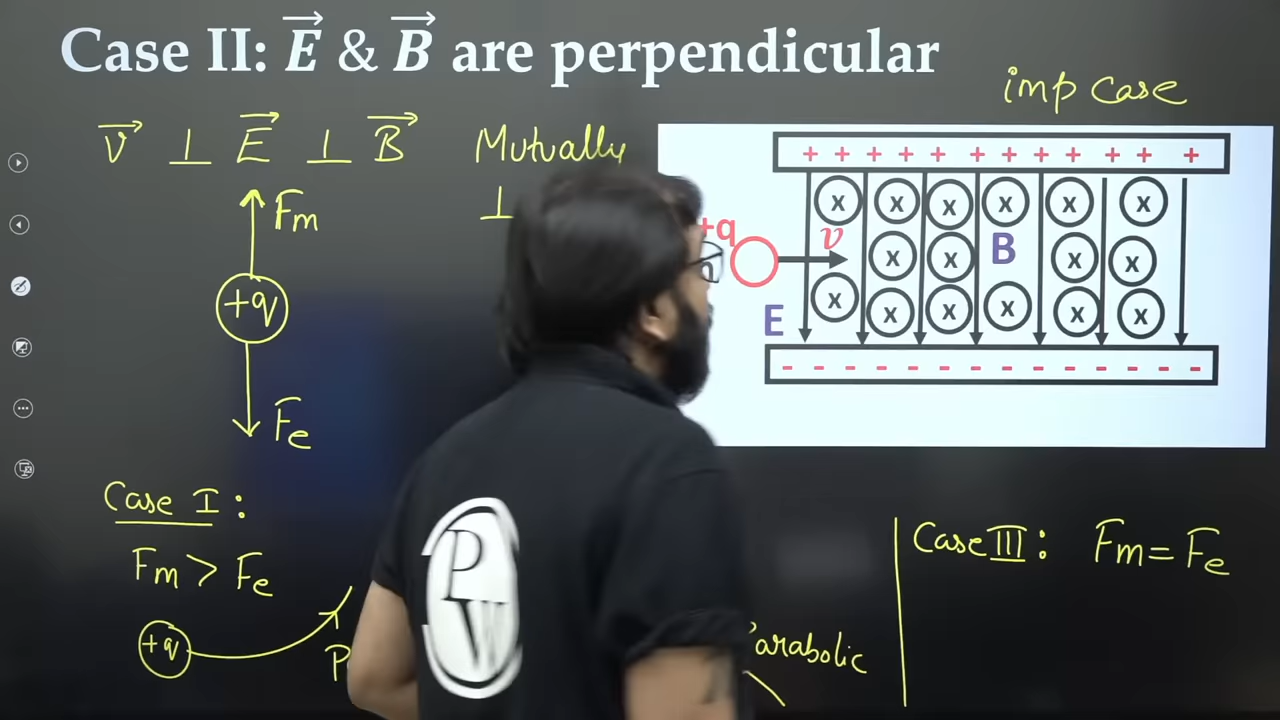 Case II: E & B are perpendicular
imp case
v ⊥ E ⊥ B Mutually
⊥
Fm
+q
Fe
+ + + + + + + + + + + +
x x x x x x
+q
v
x x B x x
E
x x x x x x
- - - - - - - - - - - - - -
Case I:
Fm > Fe
+q
P
Parabolic
Case III: Fm = Fe
PW